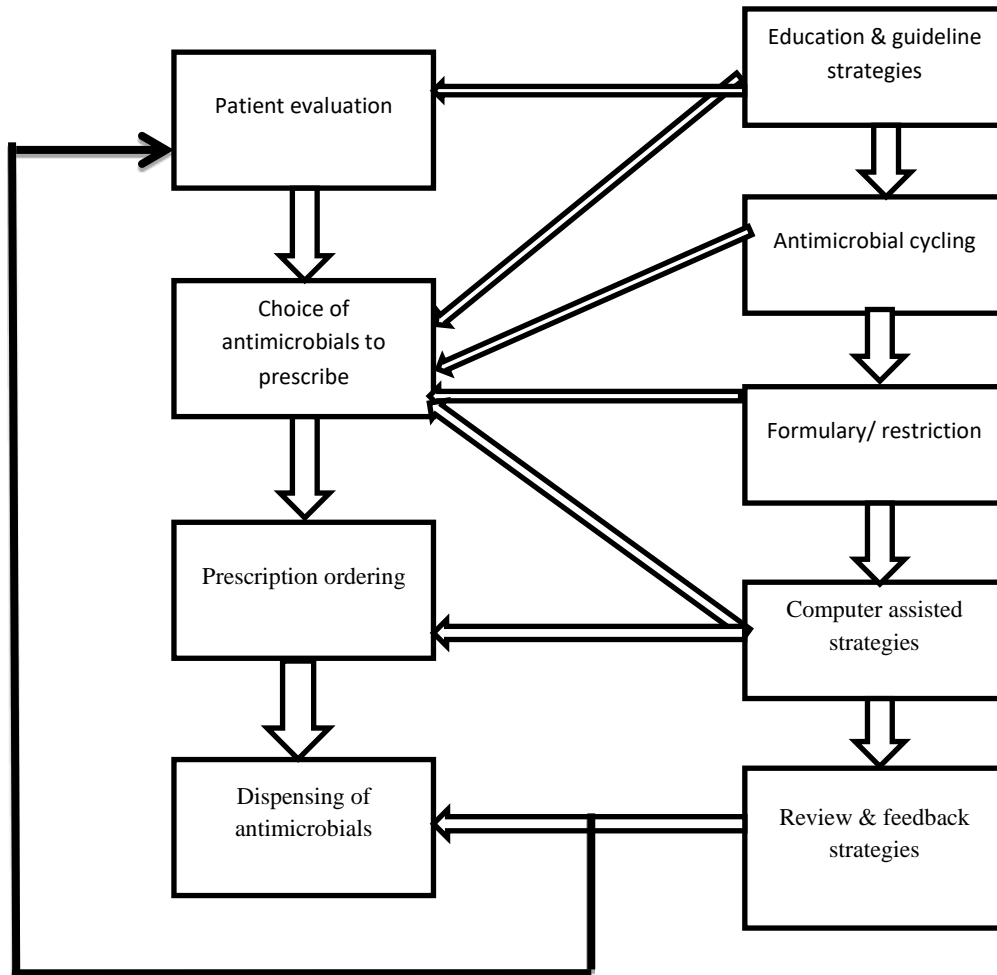 Patient evaluation
Choice of
antimicrobials to
prescribe
Prescription ordering
Dispensing of
antimicrobials
Education & guideline
strategies
Antimicrobial cycling
Formulary/ restriction
Computer assisted
strategies
Review & feedback
strategies